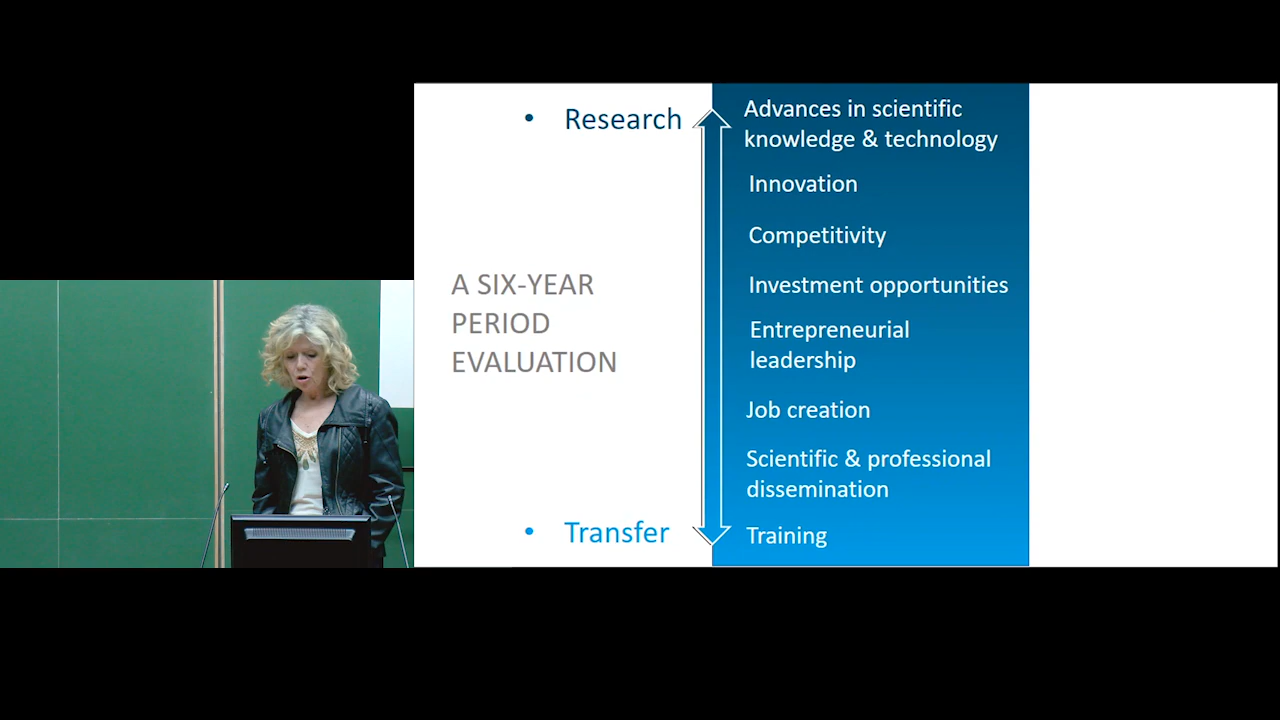 • Research
A SIX-YEAR
PERIOD
EVALUATION
• Transfer
Advances in scientific
knowledge & technology
Innovation
Competitivity
Investment opportunities
Entrepreneurial
leadership
Job creation
Scientific & professional
dissemination
Training